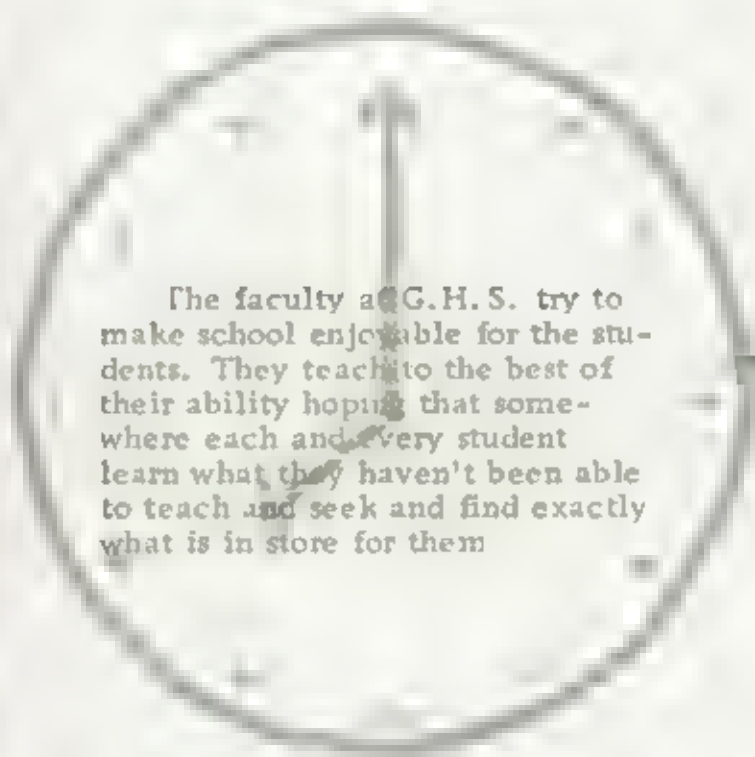 The faculty at G.H.S. try to
make school enjoyable for the stu-
dents. They teach to the best of
their ability hoping that some-
where each and every student
learn what they haven't been able
to teach and seek and find exactly
what is in store for them